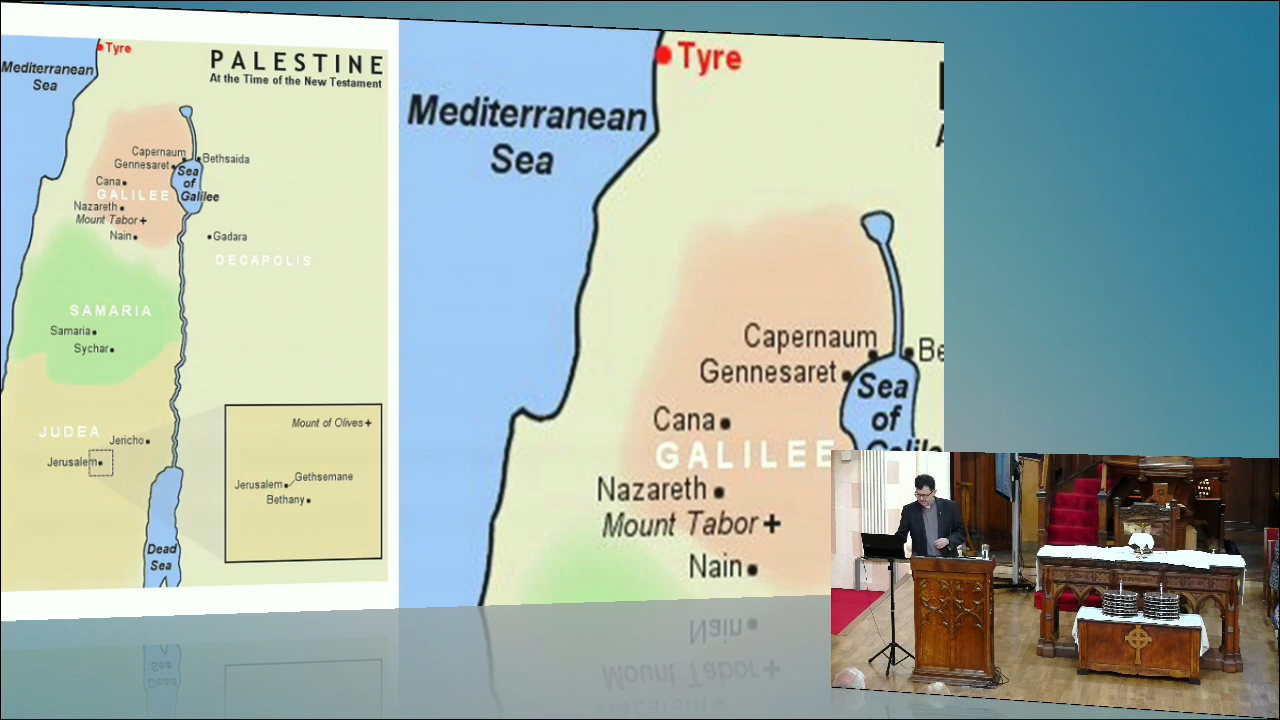 Tyre
PALESTINE
At the Time of the New Testament
Mediterranean
Sea
Capernaum
Bethsaida
Gennesaret
Sea
of
Galilee
Cana
GALILEE
Nazareth
Mount Tabor
Nain
Gadara
DECAPOLIS
SAMARIA
Samaria
Sychar
JUDEA
Jericho
Jerusalem
Mount of Olives
Gethsemane
Jerusalem
Bethany
Dead
Sea
Tyre
Mediterranean
Sea
Capernaum
Be
Gennesaret
Sea
of
Galile
Cana
GALILEE
Nazareth
Mount Tabor
Nain